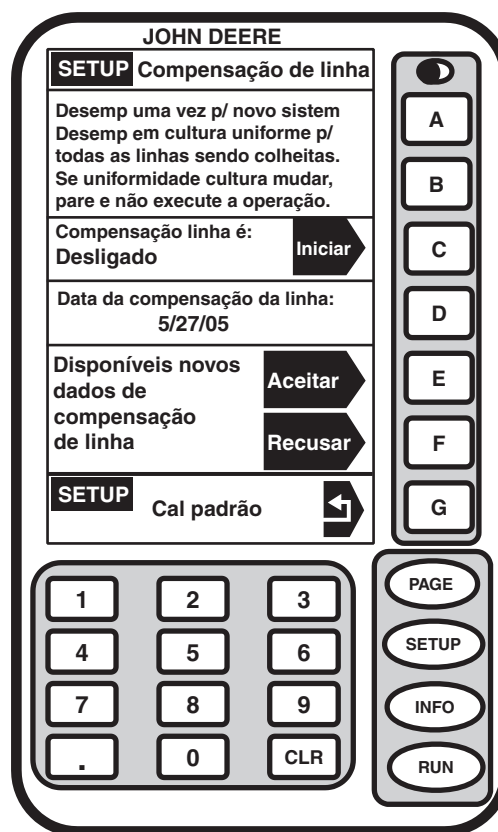 JOHN DEERE
SETUP Compensação de linha
Desemp uma vez p/ novo sistem
Desemp em cultura uniforme p/
todas as linhas sendo colheitas.
Se uniformidade cultura mudar,
pare e não execute a operação.
Compensação linha é:
Desligado
Iniciar
Data da compensação da linha:
5/27/05
Disponíveis novos
dados de
compensação
de linha
Aceitar
Recusar
SETUP
Cal padrão
A
B
C
D
E
F
G
1 2 3
4 5 6
7 8 9
. 0 CLR
PAGE
SETUP
INFO
RUN